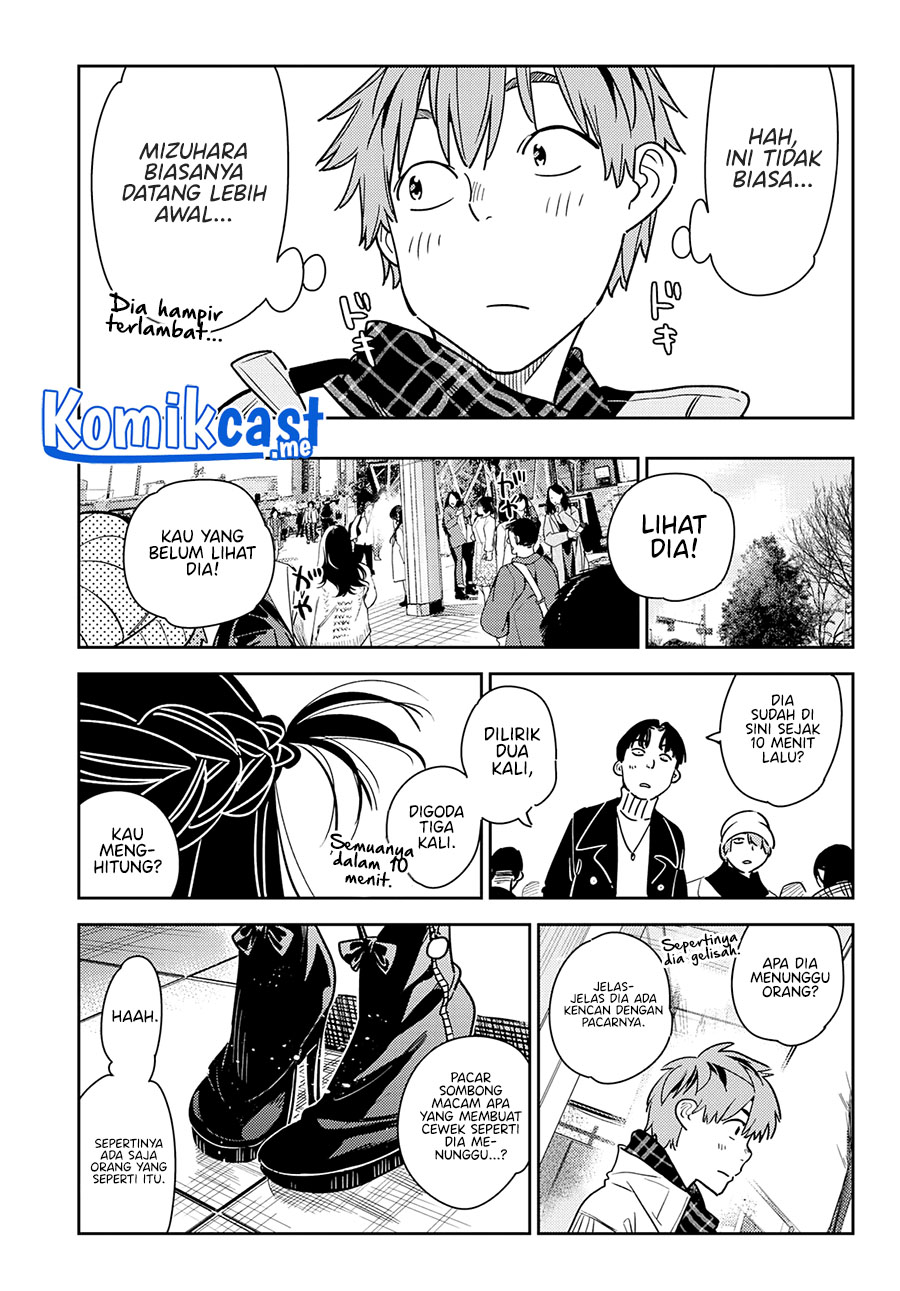 HAH,
INI TIDAK
BIASA...
MIZUHARA
BIASANYA
DATANG LEBIH
AWAL...
Dia hampir
terlambat...
ドキ
ドキ
Komikcast
.me
LIHAT
DIA!
ガヤ
KAU YANG
BELUM LIHAT
DIA!
ガヤ
DIA
SUDAH DI
SINI SEJAK
10 MENIT
LALU?
DILIRIK
DUA
KALI,
DIGODA
TIGA
KALI.
Semuanya
dalam 10
menit.
KAU
MENG-
HITUNG?
APA DIA
MENUNGGU
ORANG?
Sepertinya
dia gelisah.
JELAS-
JELAS DIA ADA
KENCAN DENGAN
PACARNYA.
PACAR
SOMBONG
MACAM APA
YANG MEMBUAT
CEWEK SEPERTI
DIA ME-
NUNGGU...?
HAAH.
SEPERTINYA
ADA SAJA
ORANG YANG
SEPERTI ITU.